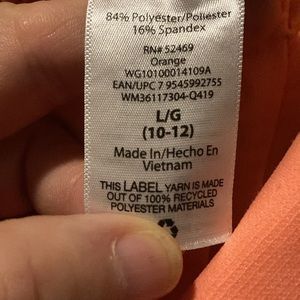 84% Polyester/Poliester
16% Spandex
RN# 52469
Orange
WG10100014109A
EAN/UPC 7 9545992755
WM36117304-Q419
L/G
(10-12)
Made In/Hecho En
Vietnam
THIS LABEL YARN IS MADE
OUT OF 100% RECYCLED
POLYESTER MATERIALS